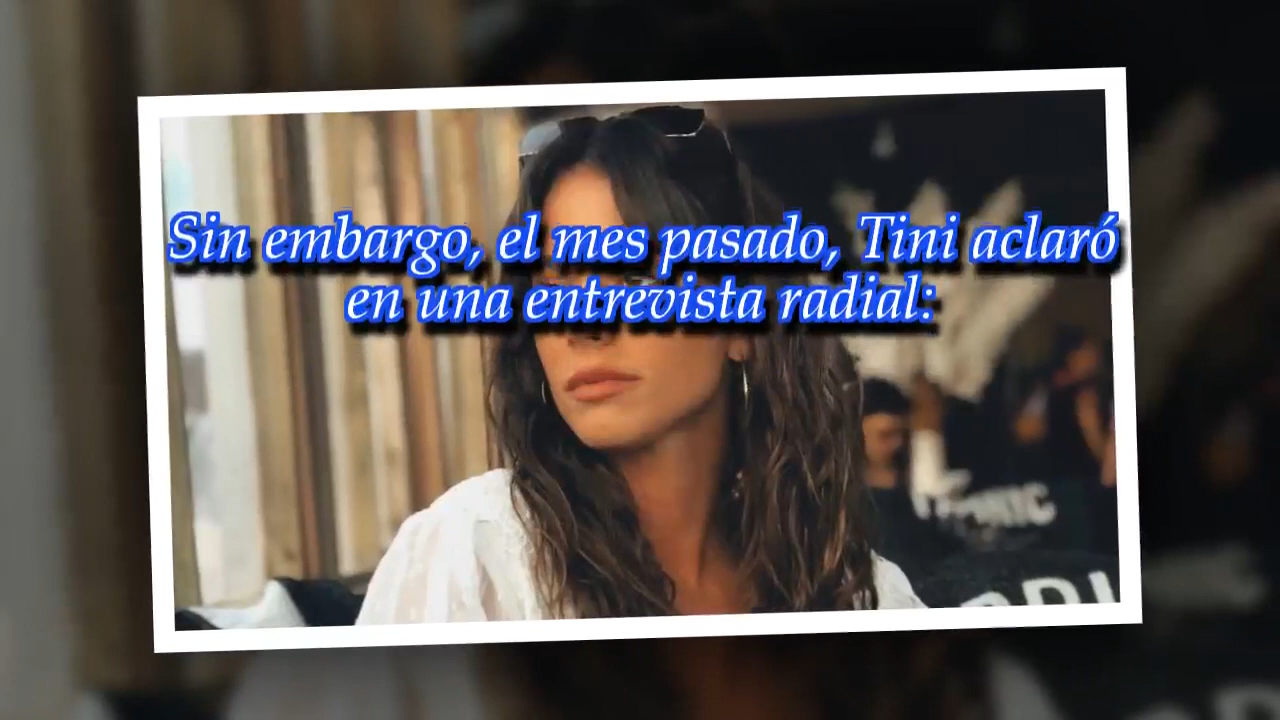 Sin embargo, el mes pasado, Tini aclaró
en una entrevista radial: